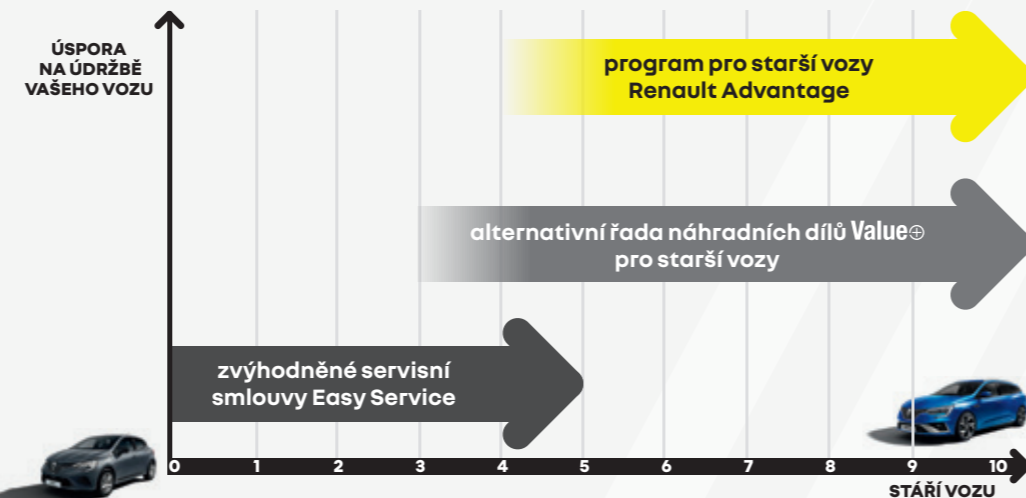 ÚSPORA
NA ÚDRŽBĚ
VAŠEHO VOZU
program pro starší vozy
Renault Advantage
alternativní řada náhradních dílů Value⊕
pro starší vozy
zvýhodněné servisní
smlouvy Easy Service
0 1 2 3 4 5 6 7 8 9 10
STÁŘÍ VOZU